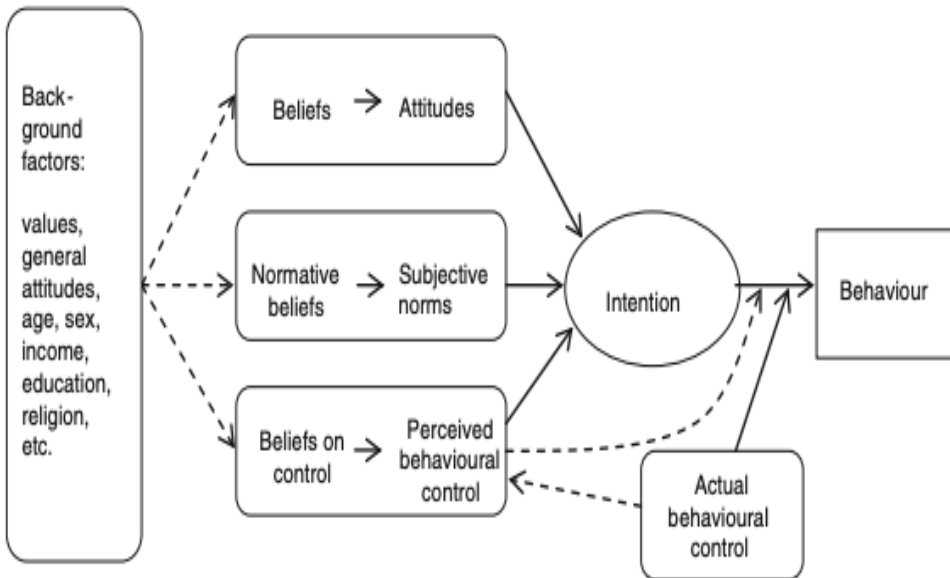 Back-
ground
factors:
values,
general
attitudes,
age, sex,
income,
education,
religion,
etc.
Beliefs
Attitudes
Normative
beliefs
Subjective
norms
Beliefs on
control
Perceived
behavioural
control
Intention
Behaviour
Actual
behavioural
control